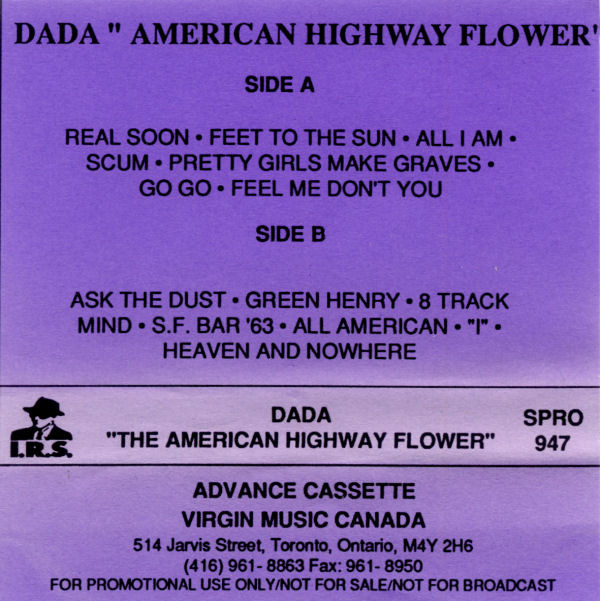 DADA " AMERICAN HIGHWAY FLOWER"
SIDE A
REAL SOON • FEET TO THE SUN • ALL I AM •
SCUM • PRETTY GIRLS MAKE GRAVES •
GO GO • FEEL ME DON'T YOU
SIDE B
ASK THE DUST • GREEN HENRY • 8 TRACK
MIND • S.F. BAR '63 • ALL AMERICAN • "I" •
HEAVEN AND NOWHERE
I.R.S.
DADA
"THE AMERICAN HIGHWAY FLOWER"
SPRO
947
ADVANCE CASSETTE
VIRGIN MUSIC CANADA
514 Jarvis Street, Toronto, Ontario, M4Y 2H6
(416) 961- 8863 Fax: 961- 8950
FOR PROMOTIONAL USE ONLY/NOT FOR SALE/NOT FOR BROADCAST